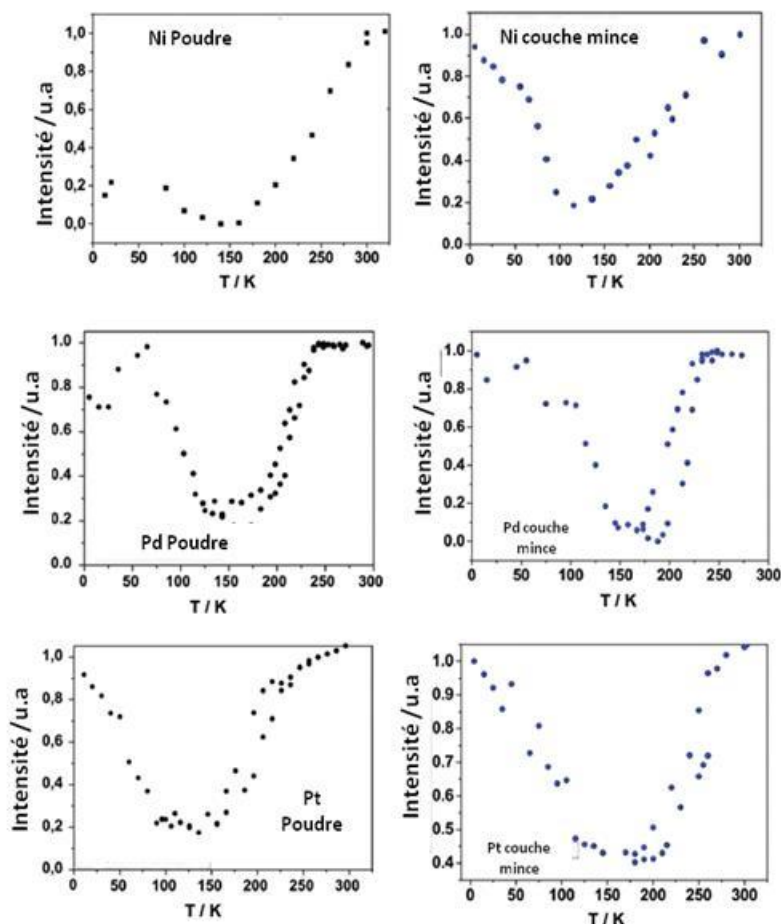 Ni Poudre
Intensité /u.a
1,0
0,8
0,6
0,4
0,2
0,0
0 50 100 150 200 250 300
T / K
Ni couche mince
Intensité /u.a
1.0
0.8
0.6
0.4
0.2
0.0
0 50 100 150 200 250 300
T / K
Pd Poudre
Intensité /u.a
1.0
0.8
0.6
0.4
0.2
0.0
0 50 100 150 200 250 300
T / K
Pd couche
mince
Intensité /u.a
1.0
0.8
0.6
0.4
0.2
0.0
0 50 100 150 200 250 300
T / K
Pt
Poudre
Intensité /u.a
1,0
0,8
0,6
0,4
0,2
0,0
0 50 100 150 200 250 300
T / K
Pt couche
mince
Intensité /u.a
1.0
0.9
0.8
0.7
0.6
0.5
0.4
0 50 100 150 200 250 300
T / K